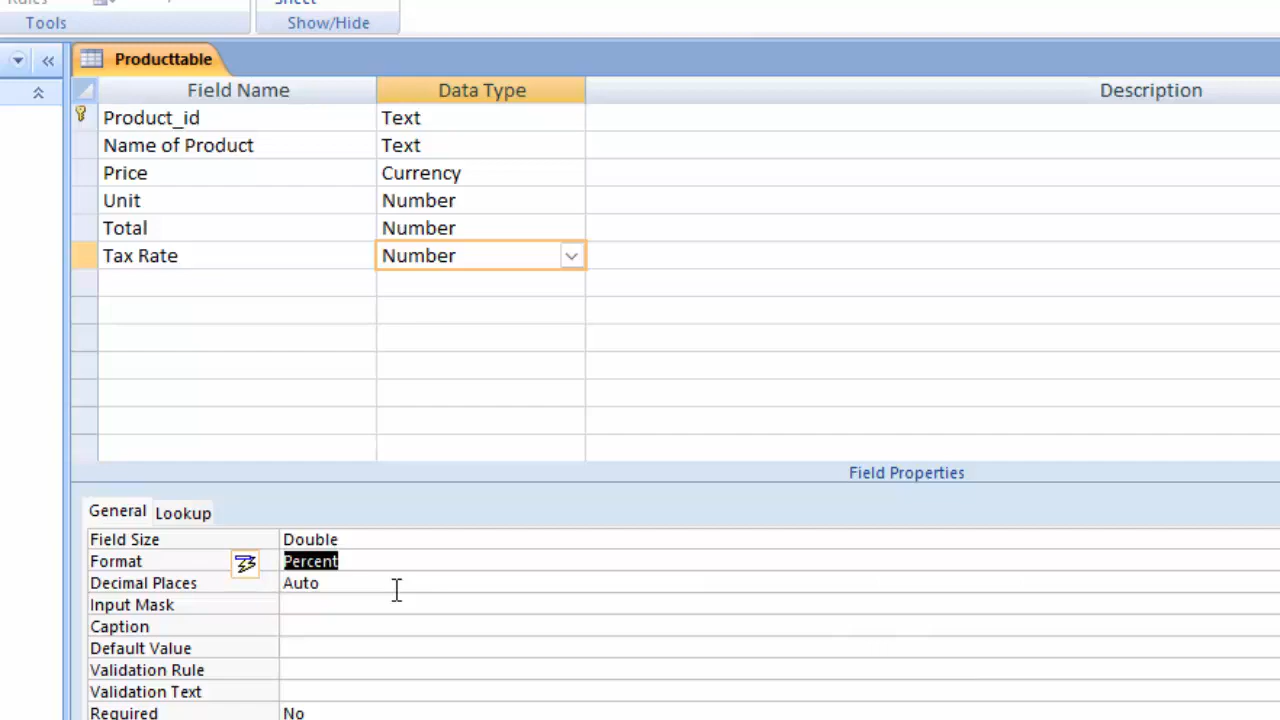 Rules
Sheet
Tools
Show/Hide
Producttable
Field Name Data Type Description
Product_id Text
Name of Product Text
Price Currency
Unit Number
Total Number
Tax Rate Number
Field Properties
General Lookup
Field Size Double
Format Percent
Decimal Places Auto
Input Mask
Caption
Default Value
Validation Rule
Validation Text
Required No